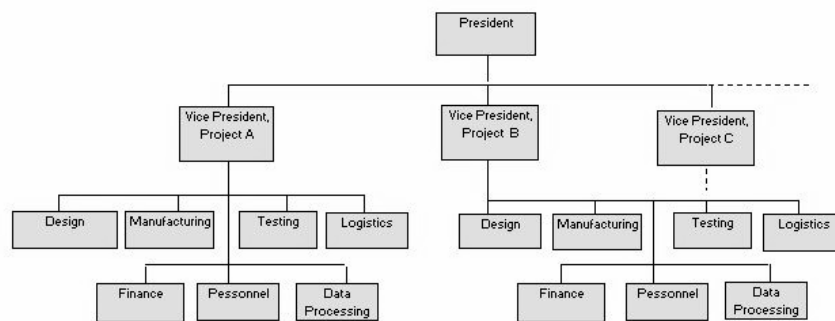 President
Vice President,
Project A
Vice President,
Project B
Vice President,
Project C
Design
Manufacturing
Testing
Logistics
Design
Manufacturing
Testing
Logistics
Finance
Pessonnel
Data
Processing
Finance
Personnel
Data
Processing